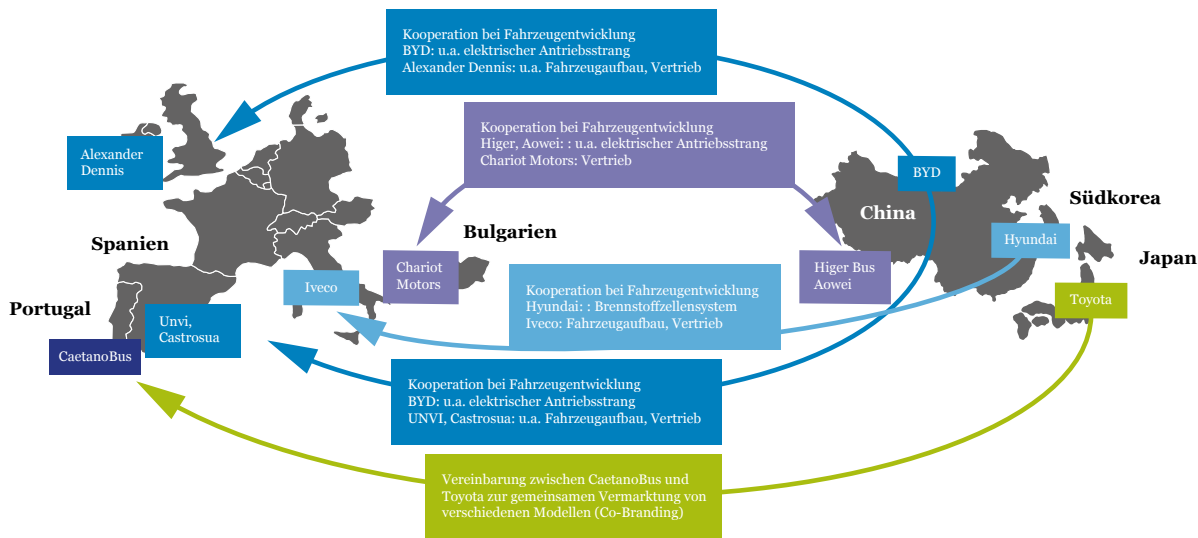 Kooperation bei Fahrzeugentwicklung
BYD: u.a. elektrischer Antriebsstrang
Alexander Dennis: u.a. Fahrzeugaufbau, Vertrieb
Kooperation bei Fahrzeugentwicklung
Higer, Aowei: : u.a. elektrischer Antriebsstrang
Chariot Motors: Vertrieb
Alexander
Dennis
BYD
China
Südkorea
Hyundai
Spanien
Bulgarien
Japan
Chariot
Motors
Higer Bus
Aowei
Iveco
Kooperation bei Fahrzeugentwicklung
Hyundai: : Brennstoffzellensystem
Iveco: Fahrzeugaufbau, Vertrieb
Toyota
Portugal
Unvi,
Castrosua
CaetanoBus
Kooperation bei Fahrzeugentwicklung
BYD: u.a. elektrischer Antriebsstrang
UNVI, Castrosua: u.a. Fahrzeugaufbau, Vertrieb
Vereinbarung zwischen CaetanoBus und
Toyota zur gemeinsamen Vermarktung von
verschiedenen Modellen (Co-Branding)